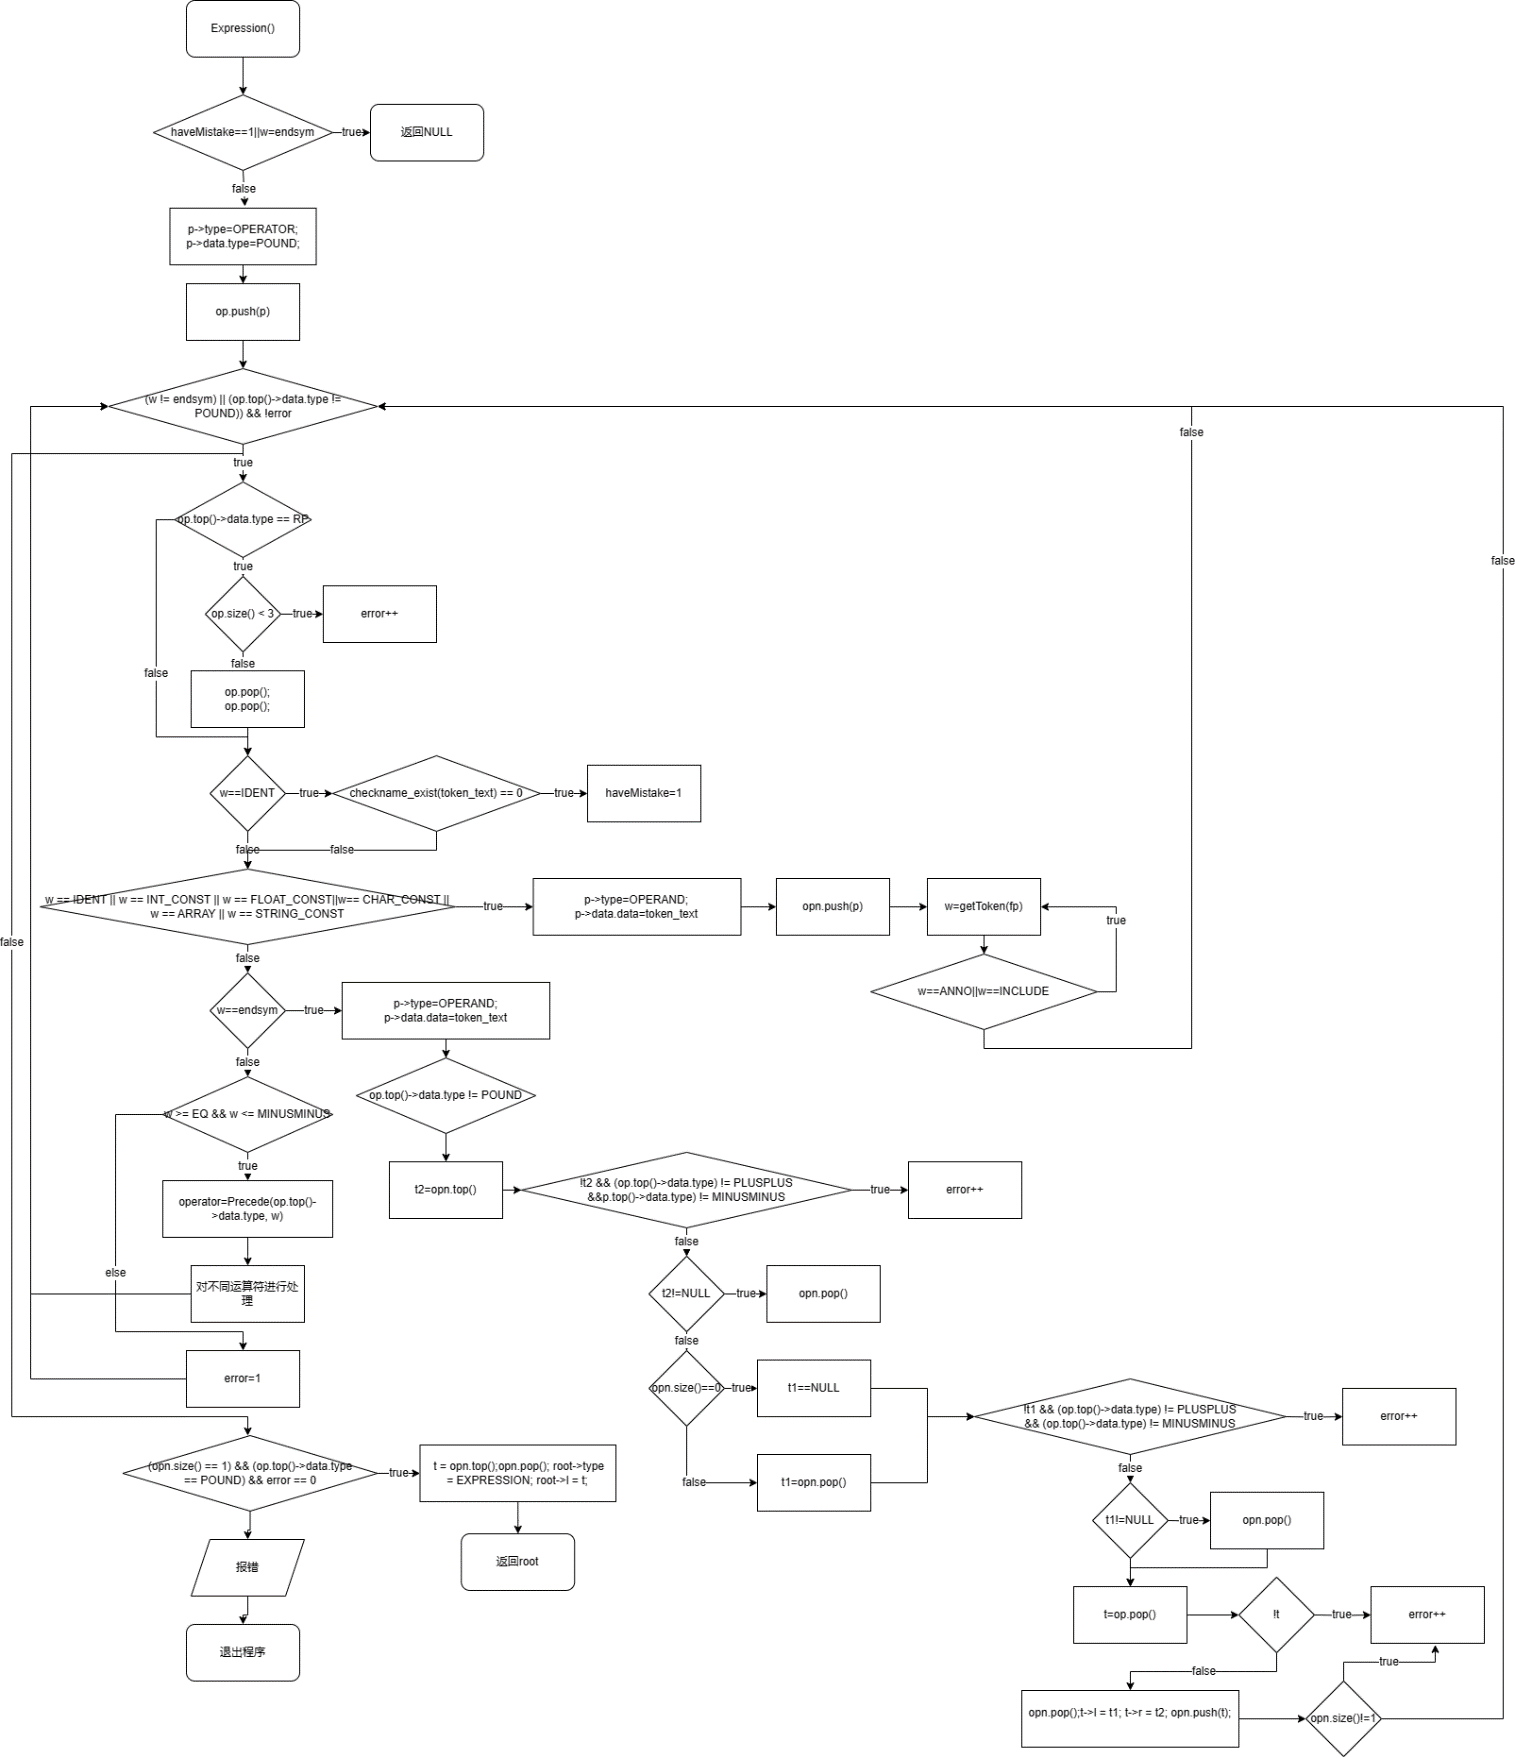 Expression()
haveMistake==1||w=endsym
true
返回NULL
false
p->type=OPERATOR;
p->data.type=POUND;
op.push(p)
(w != endsym) || (op.top()->data.type !=
POUND)) && !error
false
true
op.top()->data.type == RP
false
true
op.size() < 3
true
error++
false
false
op.pop();
op.pop();
w==IDENT
true
checkname_exist(token_text) == 0
true
haveMistake=1
false
false
w == IDENT || w == INT_CONST || w == FLOAT_CONST||w== CHAR_CONST ||
w == ARRAY || w == STRING_CONST
true
p->type=OPERAND;
p->data.data=token_text
opn.push(p)
w=getToken(fp)
true
false
false
w==ANNO||w==INCLUDE
w==endsym
true
p->type=OPERAND;
p->data.data=token_text
false
op.top()->data.type != POUND
w >= EQ && w <= MINUSMINUS
true
operator=Precede(op.top()-
>data.type, w)
t2=opn.top()
!t2 && (op.top()->data.type) != PLUSPLUS
&&p.top()->data.type) != MINUSMINUS
true
error++
false
else
对不同运算符进行处
理
t2!=NULL
true
opn.pop()
false
error=1
opn.size()==0
true
t1==NULL
!t1 && (op.top()->data.type) != PLUSPLUS
&& (op.top()->data.type) != MINUSMINUS
true
error++
(opn.size() == 1) && (op.top()->data.type
== POUND) && error == 0
true
t = opn.top();opn.pop(); root->type
= EXPRESSION; root->l = t;
false
t1=opn.pop()
false
t1!=NULL
true
opn.pop()
报错
返回root
t=op.pop()
!t
true
error++
退出程序
false
true
opn.pop();t->l = t1; t->r = t2; opn.push(t);
opn.size()!=1